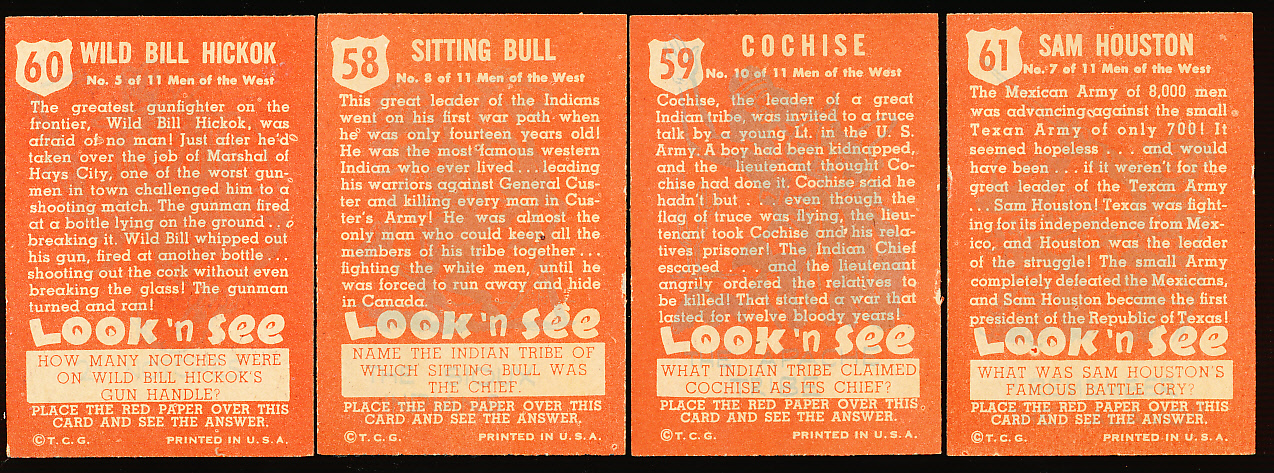 60
WILD BILL HICKOK
No. 5 of 11 Men of the West
The greatest gunfighter on the
frontier, Wild Bill Hickok, was
afraid of no man! Just after he'd
taken over the job of Marshal of
Hays City, one of the worst gun-
men in town challenged him to a
shooting match. The gunman fired
at a bottle lying on the ground...
breaking it. Wild Bill whipped out
his gun, fired at another bottle...
shooting out the cork without even
breaking the glass! The gunman
turned and ran!
LOOK 'n SEE
HOW MANY NOTCHES WERE
ON WILD BILL HICKOK'S
GUN HANDLE?
PLACE THE RED PAPER OVER THIS
CARD AND SEE THE ANSWER.
©T.C.G. PRINTED IN U.S.A.
58
SITTING BULL
No. 8 of 11 Men of the West
This great leader of the Indians
went on his first war path when
he was only fourteen years old!
He was the most famous western
Indian who ever lived...leading
his warriors against General Cus-
ter and killing every man in Cus-
ter's Army! He was almost the
only man who could keep all the
members of his tribe together...
fighting the white men, until he
was forced to run away and hide
in Canada.
LOOK 'n SEE
NAME THE INDIAN TRIBE OF
WHICH SITTING BULL WAS
THE CHIEF.
PLACE THE RED PAPER OVER THIS
CARD AND SEE THE ANSWER.
©T.C.G. PRINTED IN U.S.A.
59
COCHISE
No. 10 of 11 Men of the West
Cochise, the leader of a great
Indian tribe, was invited to a truce
talk by a young Lt. in the U. S.
Army. A boy had been kidnapped,
and the lieutenant thought Co-
chise had done it. Cochise said he
hadn't but .... even though the
flag of truce was flying, the lieu-
tenant took Cochise and his rela-
tives prisoner! The Indian Chief
escaped .... and the lieutenant
angrily ordered the relatives to
be killed! That started a war that
lasted for twelve bloody years!
LOOK 'n SEE
WHAT INDIAN TRIBE CLAIMED
COCHISE AS ITS CHIEF?
PLACE THE RED PAPER OVER THIS
CARD AND SEE THE ANSWER.
©T.C.G. PRINTED IN U.S.A.
61
SAM HOUSTON
No. 7 of 11 Men of the West
The Mexican Army of 8,000 men
was advancing against the small
Texan Army of only 700! It
seemed hopeless .... and would
have been ... if it weren't for the
great leader of the Texan Army
... Sam Houston! Texas was fight-
ing for its independence from Mex-
ico, and Houston was the leader
of the struggle! The small Army
completely defeated the Mexicans,
and Sam Houston became the first
president of the Republic of Texas!
LOOK 'n SEE
WHAT WAS SAM HOUSTON'S
FAMOUS BATTLE CRY?
PLACE THE RED PAPER OVER THIS
CARD AND SEE THE ANSWER.
©T.C.G. PRINTED IN U.S.A.